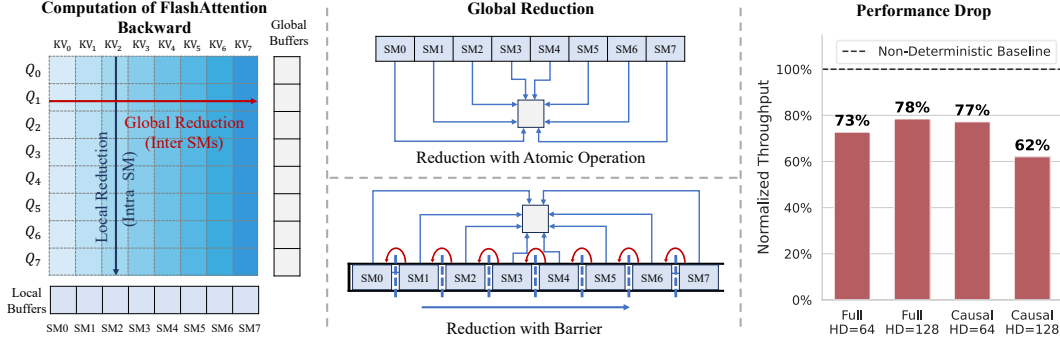 Computation of FlashAttention
Backward
KV₀ KV₁ KV₂ KV₃ KV₄ KV₅ KV₆ KV₇
Global
Buffers
Q₀
Q₁
Q₂
Q₃
Q₄
Q₅
Q₆
Q₇
Global Reduction
(Inter SMs)
Local Reduction
(Intra SM)
Local
Buffers
SM0 SM1 SM2 SM3 SM4 SM5 SM6 SM7
Global Reduction
SM0 SM1 SM2 SM3 SM4 SM5 SM6 SM7
Reduction with Atomic Operation
SM0 SM1 SM2 SM3 SM4 SM5 SM6 SM7
Reduction with Barrier
Performance Drop
Non-Deterministic Baseline
Normalized Throughput
100%
80%
60%
40%
20%
0%
73%
78%
77%
62%
Full
HD=64
Full
HD=128
Causal
HD=64
Causal
HD=128